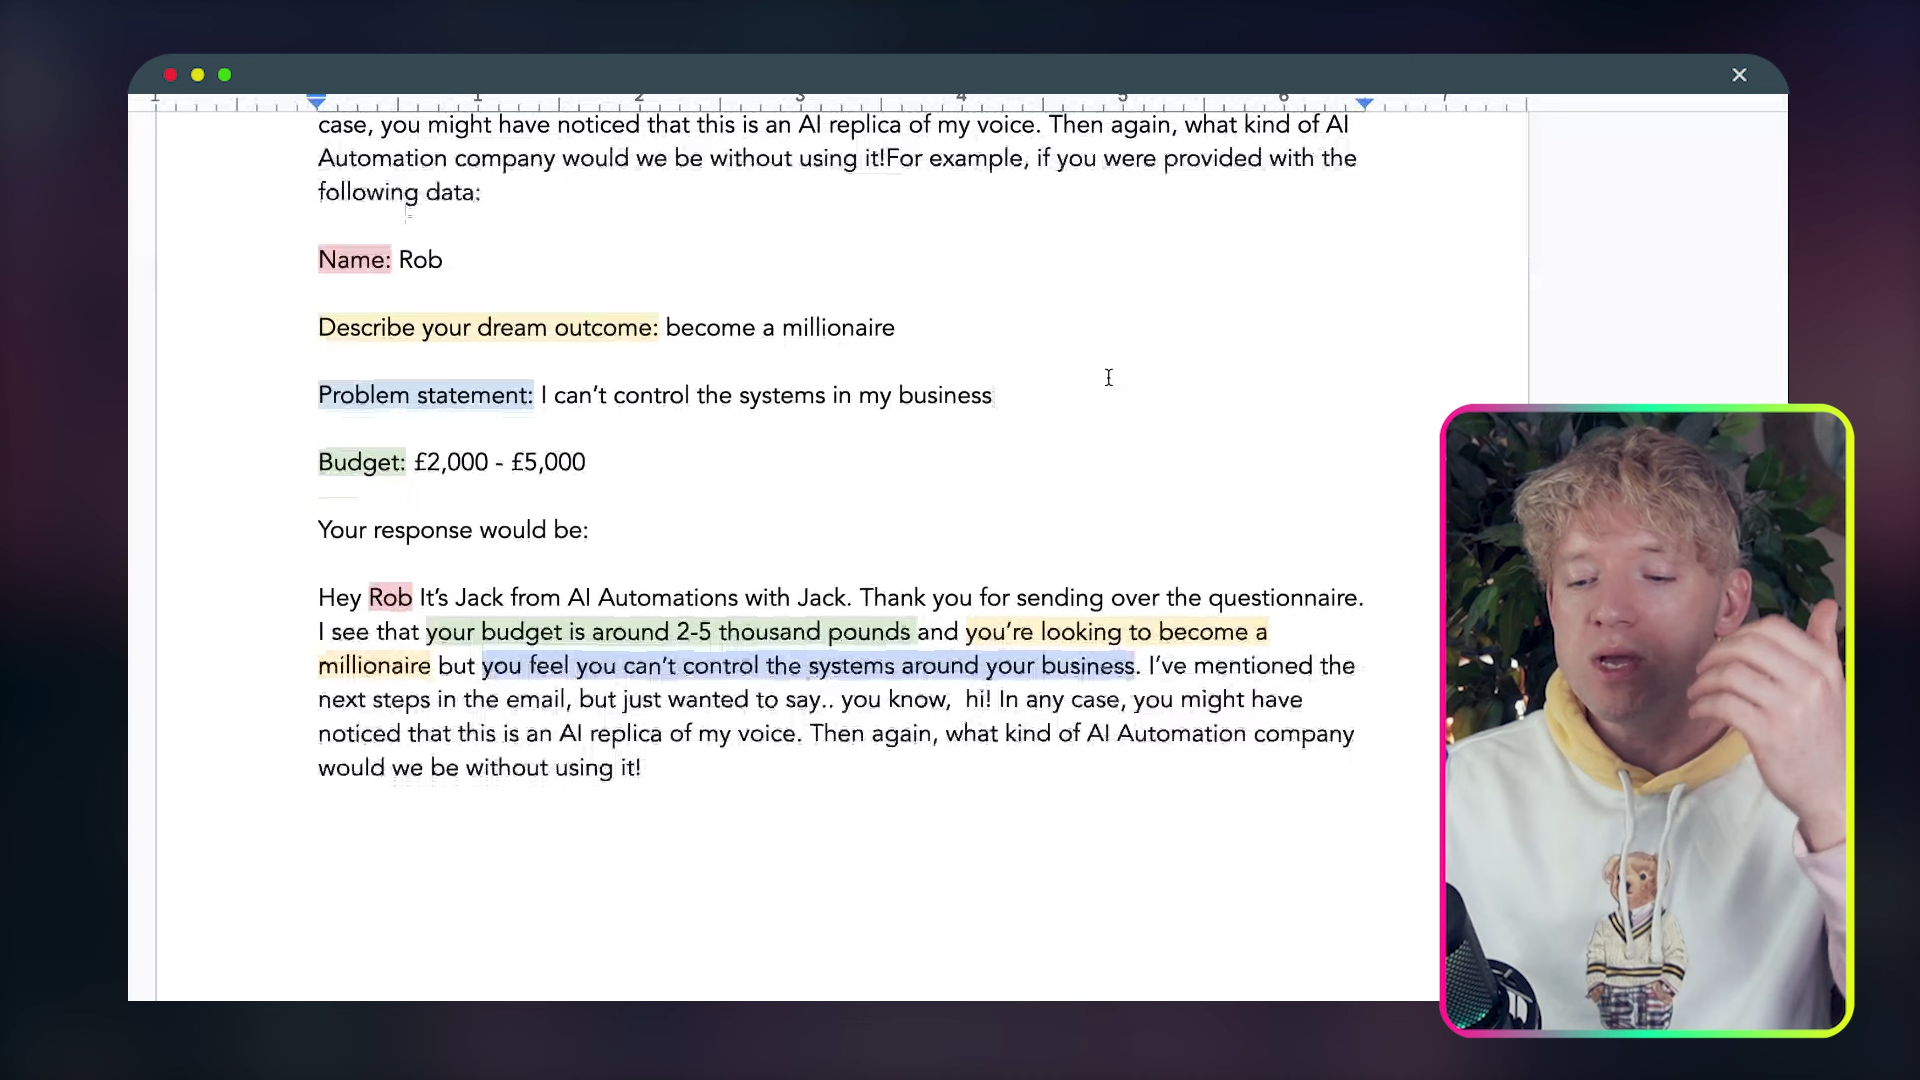 1 1 2 3 4 5 6 7
case, you might have noticed that this is an AI replica of my voice. Then again, what kind of AI
Automation company would we be without using it!For example, if you were provided with the
following data:
Name: Rob
Describe your dream outcome: become a millionaire
Problem statement: I can’t control the systems in my business
Budget: £2,000 - £5,000
Your response would be:
Hey Rob It’s Jack from AI Automations with Jack. Thank you for sending over the questionnaire.
I see that your budget is around 2-5 thousand pounds and you’re looking to become a
millionaire but you feel you can’t control the systems around your business. I’ve mentioned the
next steps in the email, but just wanted to say.. you know,  hi! In any case, you might have
noticed that this is an AI replica of my voice. Then again, what kind of AI Automation company
would we be without using it!